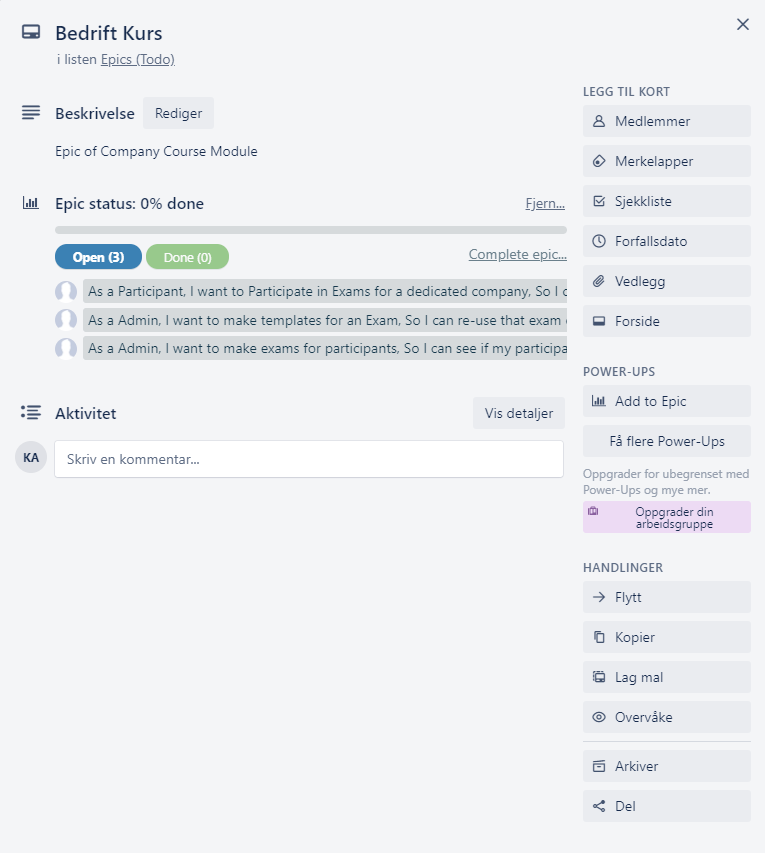 Bedrift Kurs
i listen Epics (Todo)
Beskrivelse
Rediger
Epic of Company Course Module
Epic status: 0% done
Fjern...
Open (3)
Done (0)
Complete epic...
As a Participant, I want to Participate in Exams for a dedicated company, So I
As a Admin, I want to make templates for an Exam, So I can re-use that exam
As a Admin, I want to make exams for participants, So I can see if my participa
Aktivitet
Vis detaljer
KA
Skriv en kommentar...
LEGG TIL KORT
Medlemmer
Merkelapper
Sjekkliste
Forfallsdato
Vedlegg
Forside
POWER-UPS
Add to Epic
Få flere Power-Ups
Oppgrader for ubegrenset med
Power-Ups og mye mer.
Oppgrader din
arbeidsgruppe
HANDLINGER
Flytt
Kopier
Lag mal
Overvåke
Arkiver
Del